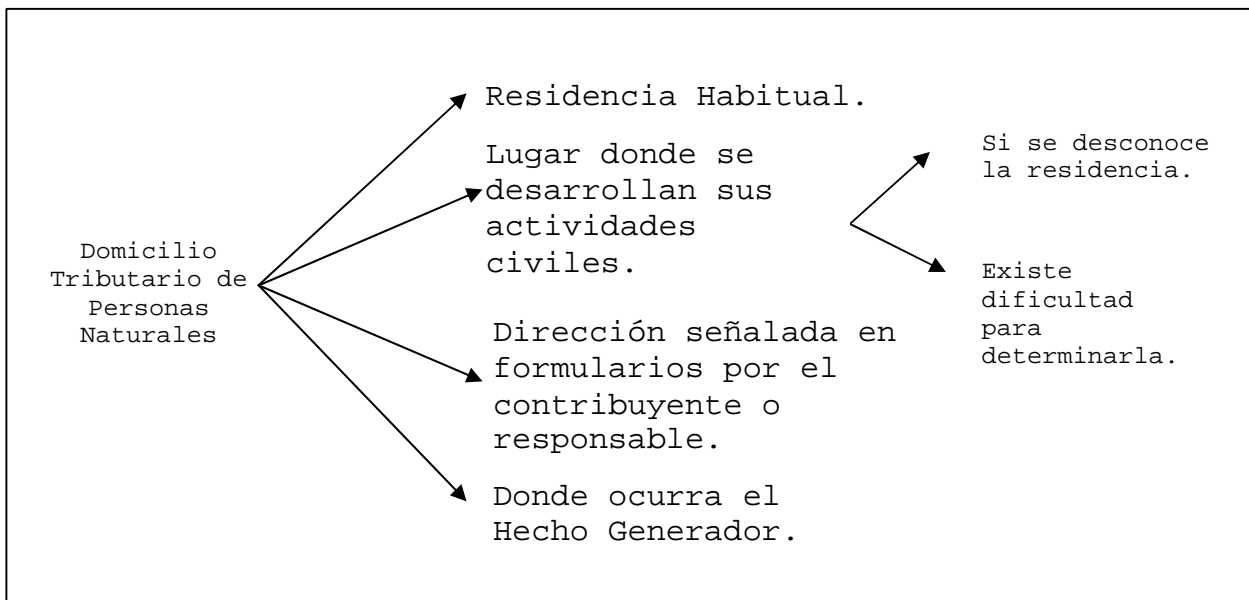 Domicilio
Tributario de
Personas
Naturales
Residencia Habitual.
Lugar donde se
desarrollan sus
actividades
civiles.
Si se desconoce
la residencia.
Existe
dificultad
para
determinarla.
Dirección señalada en
formularios por el
contribuyente o
responsable.
Donde ocurra el
Hecho Generador.